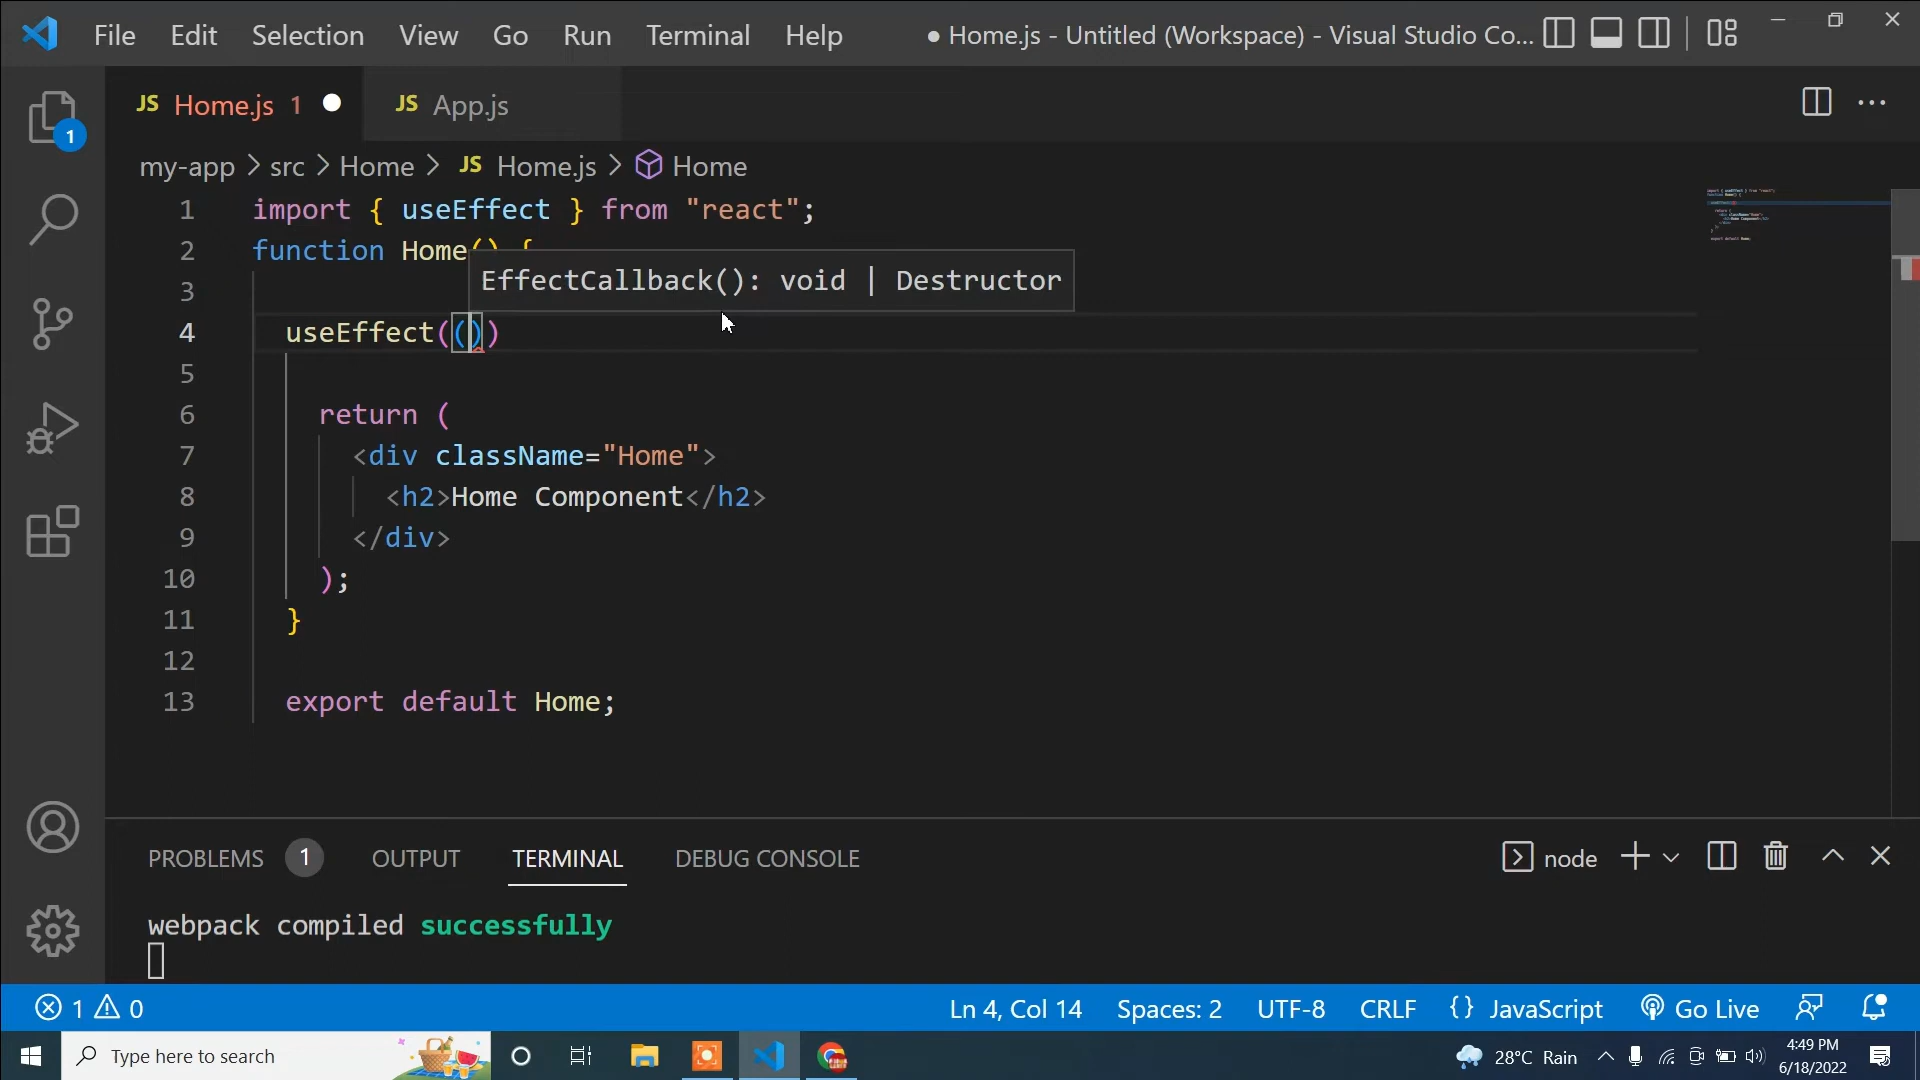 File Edit Selection View Go Run Terminal Help ● Home.js - Untitled (Workspace) - Visual Studio Co...
JS Home.js 1 ● JS App.js ...
my-app > src > Home > JS Home.js > Home
1 import { useEffect } from "react";
2 function Home() {
EffectCallback(): void | Destructor
3
4 useEffect(())
5
6 return (
7 <div className="Home">
8 <h2>Home Component</h2>
9 </div>
10 );
11 }
12
13 export default Home;
1
PROBLEMS 1 OUTPUT TERMINAL DEBUG CONSOLE node
webpack compiled successfully
1 0 Ln 4, Col 14 Spaces: 2 UTF-8 CRLF {} JavaScript Go Live
Type here to search 28°C Rain 4:49 PM
6/18/2022